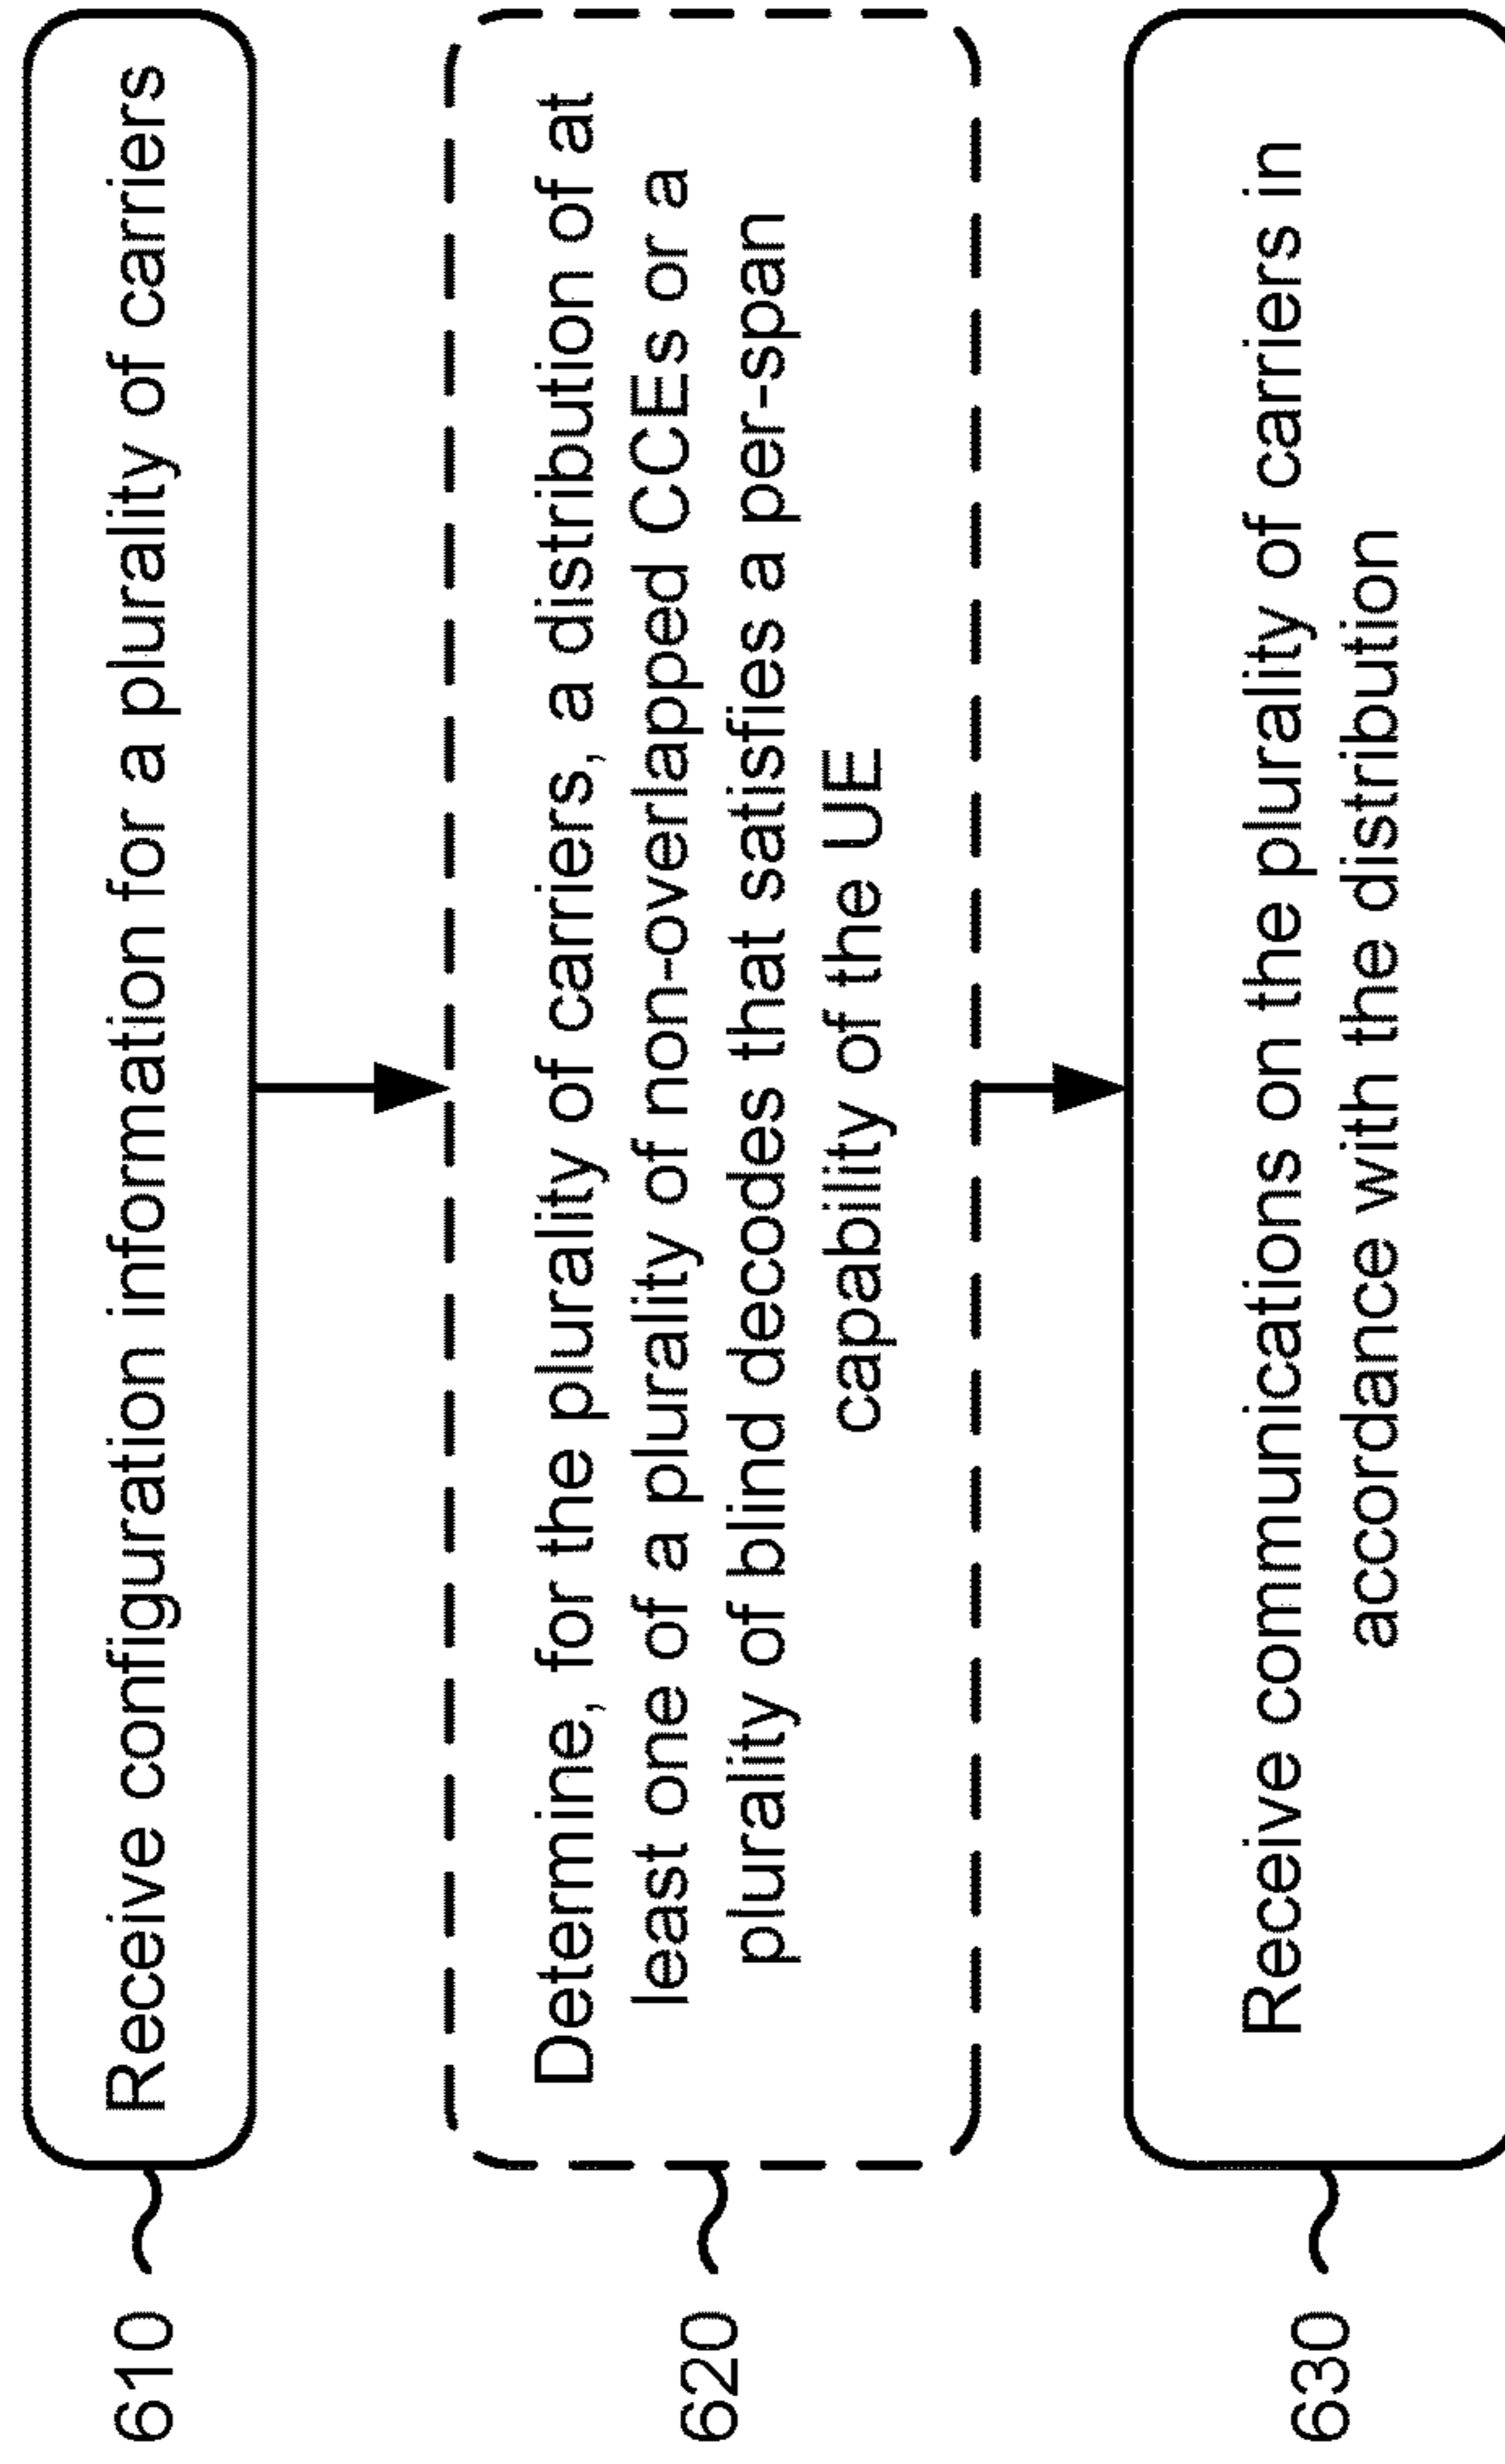 610
Receive configuration information for a plurality of carriers
620
Determine, for the plurality of carriers, a distribution of at
least one of a plurality of non-overlapped CCEs or a
plurality of blind decodes that satisfies a per-span
capability of the UE
630
Receive communications on the plurality of carriers in
accordance with the distribution